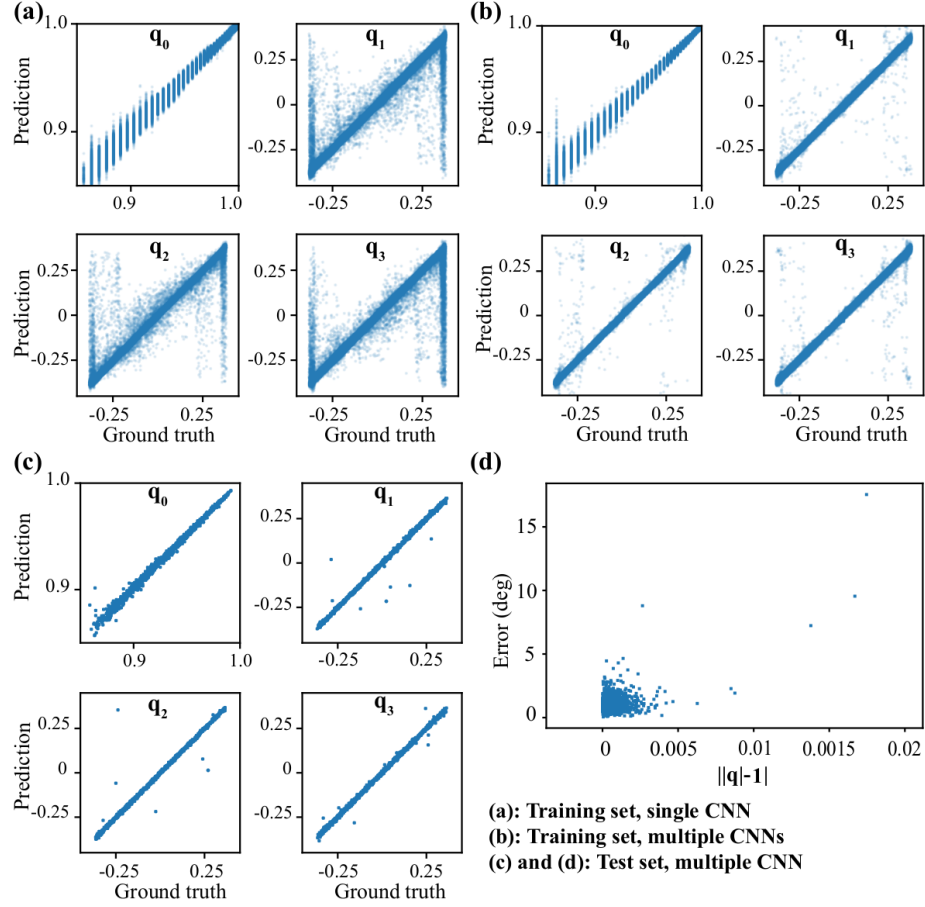 (a)
q0
Prediction
0.9
0.9
1.0
q1
0.25
0
-0.25
-0.25
0.25
q2
Prediction
0.25
0
-0.25
-0.25
0.25
Ground truth
q3
0.25
0
-0.25
-0.25
0.25
Ground truth
(b)
q0
Prediction
1.0
0.9
0.9
1.0
q1
0.25
0
-0.25
-0.25
0.25
q2
Prediction
0.25
0
-0.25
-0.25
0.25
Ground truth
q3
Prediction
0.25
0
-0.25
-0.25
0.25
Ground truth
(c)
q0
Prediction
1.0
0.9
0.9
1.0
q1
0.25
0
-0.25
-0.25
0.25
q2
Prediction
0.25
0
-0.25
-0.25
0.25
Ground truth
q3
0.25
0
-0.25
-0.25
0.25
Ground truth
(d)
Error (deg)
15
10
5
0
0
0.005
0.01
0.0015
0.02
||q|-1|
(a): Training set, single CNN
(b): Training set, multiple CNNs
(c) and (d): Test set, multiple CNN